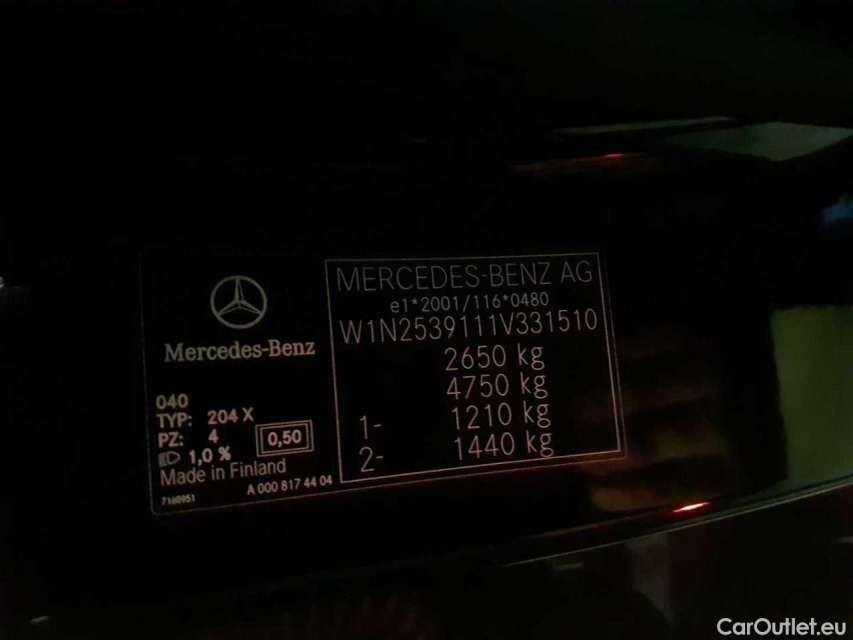 Mercedes-Benz
040
TYP: 204 X
PZ: 4
0,50
1,0 %
Made in Finland
7160951
A 000 817 44 04
MERCEDES-BENZ AG
e1*2001/116*0480
W1N2539111V331510
2650 kg
4750 kg
1- 1210 kg
2- 1440 kg
CarOutlet.eu